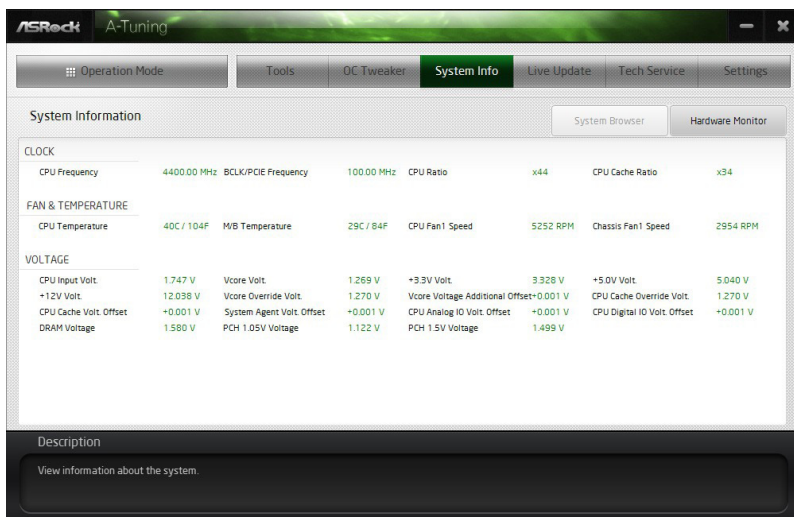 ASRock A-Tuning
Operation Mode Tools OC Tweaker System Info Live Update Tech Service Settings
System Information System Browser Hardware Monitor
CLOCK
CPU Frequency 4400.00 MHz BCLK/PCIE Frequency 100.00 MHz CPU Ratio x44 CPU Cache Ratio x34
FAN & TEMPERATURE
CPU Temperature 40C / 104F M/B Temperature 29C / 84F CPU Fan1 Speed 5252 RPM Chassis Fan1 Speed 2954 RPM
VOLTAGE
CPU Input Volt. 1.747 V Vcore Volt. 1.269 V +3.3V Volt. 3.328 V +5.0V Volt. 5.040 V
+12V Volt. 12.038 V Vcore Override Volt. 1.270 V Vcore Voltage Additional Offset +0.001 V CPU Cache Override Volt. 1.270 V
CPU Cache Volt. Offset +0.001 V System Agent Volt. Offset +0.001 V CPU Analog IO Volt. Offset +0.001 V CPU Digital IO Volt. Offset +0.001 V
DRAM Voltage 1.580 V PCH 1.05V Voltage 1.122 V PCH 1.5V Voltage 1.499 V
Description
View information about the system.